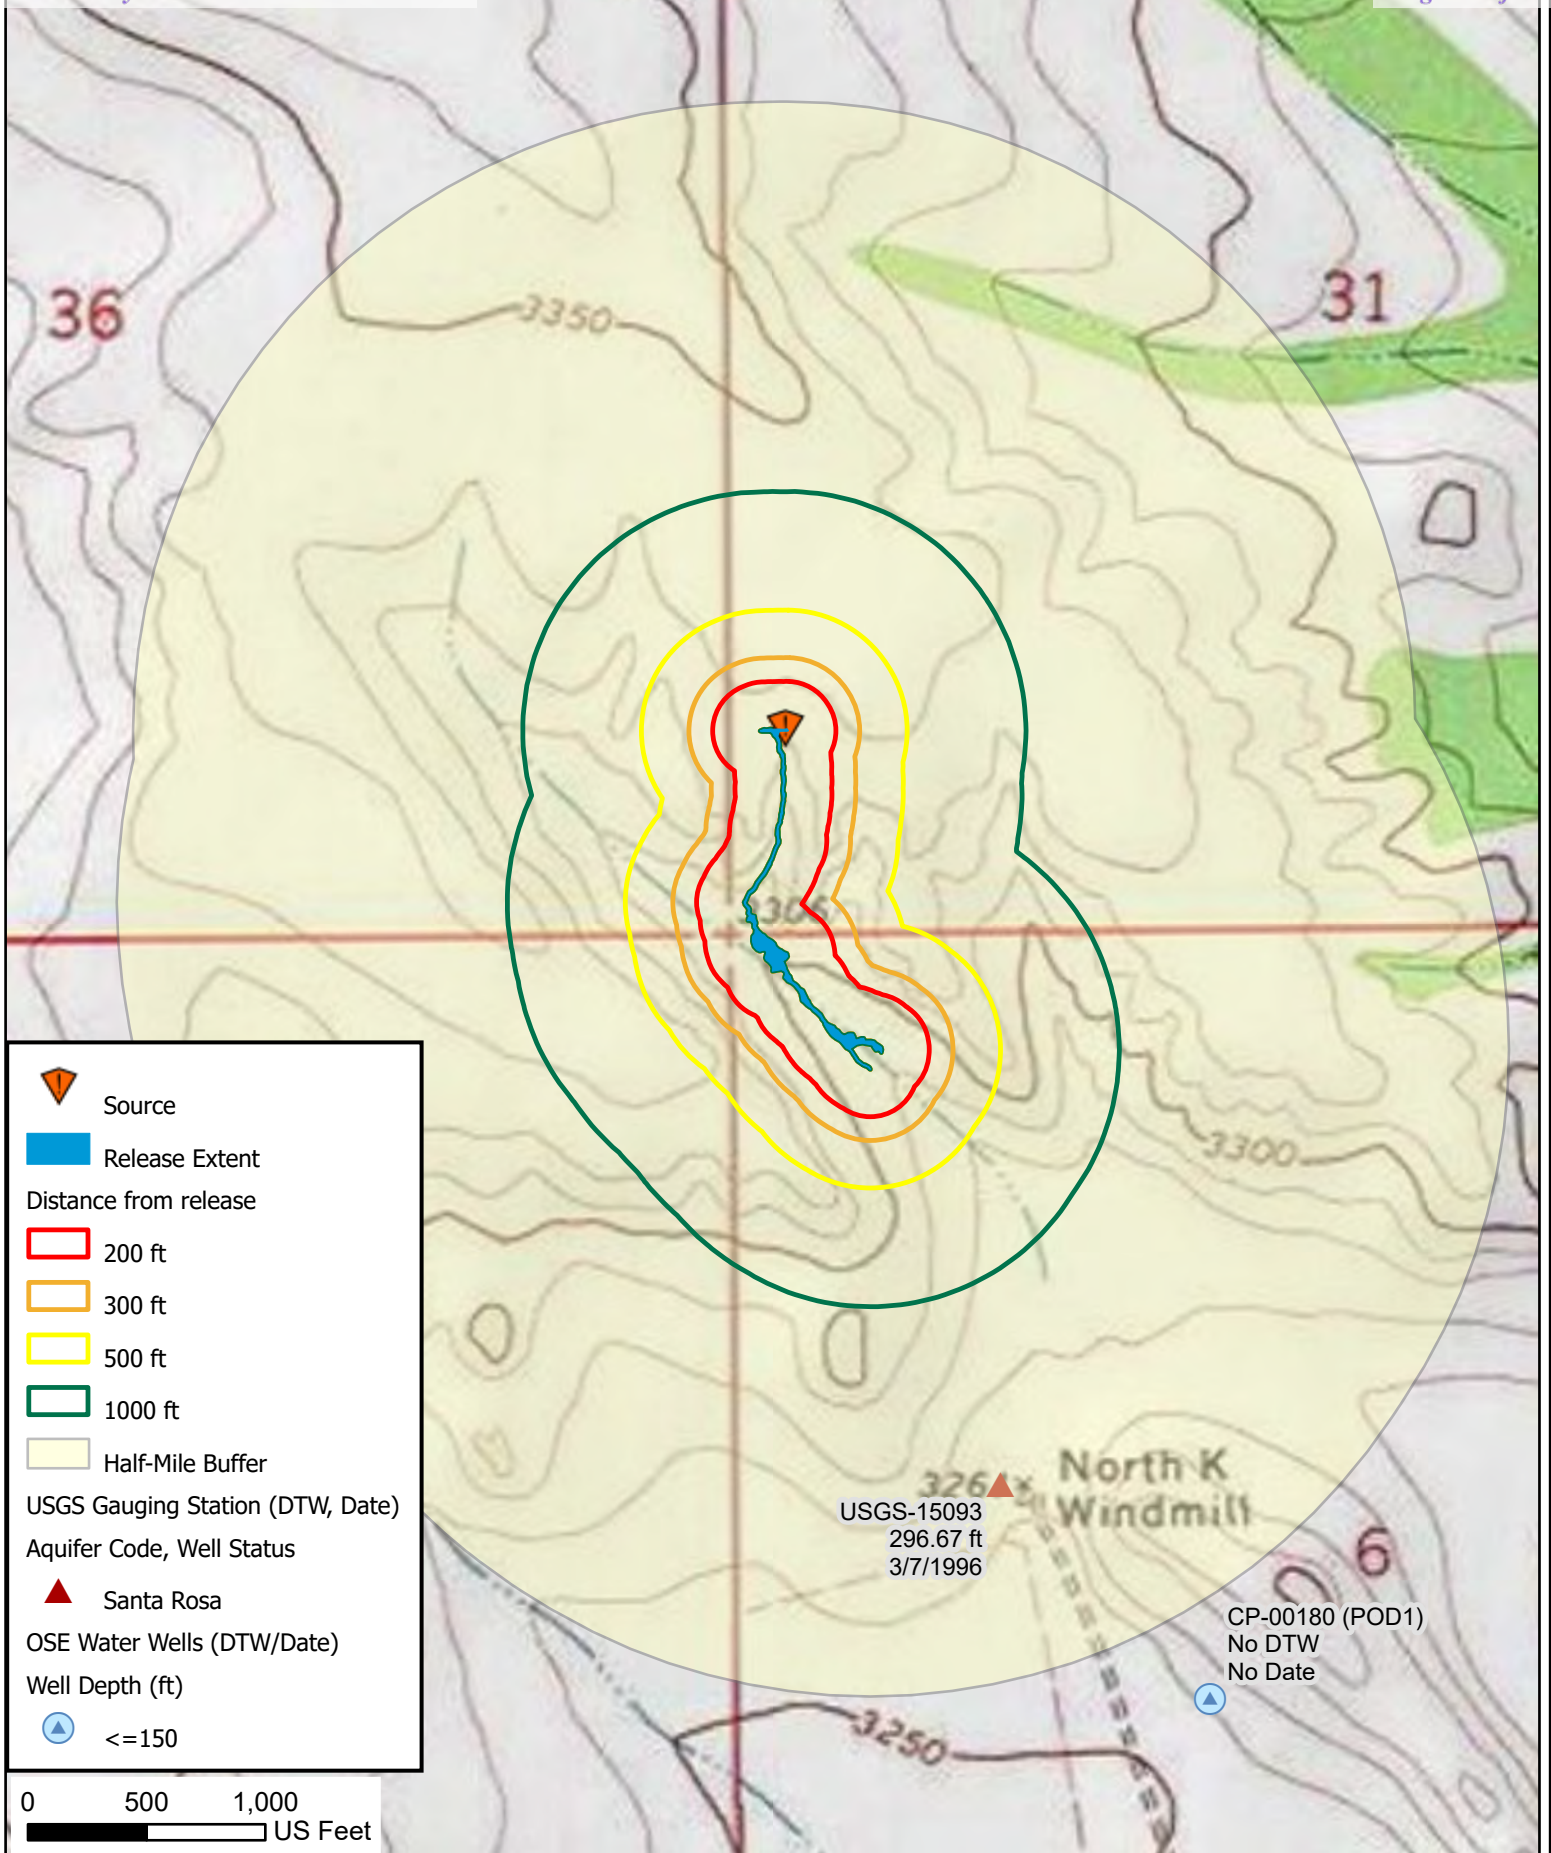 36
31
3350
3306
3300
326
North K
Windmill
USGS-15093
296.67 ft
3/7/1996
6
CP-00180 (POD1)
No DTW
No Date
3250
Source
Release Extent
Distance from release
200 ft
300 ft
500 ft
1000 ft
Half-Mile Buffer
USGS Gauging Station (DTW, Date)
Aquifer Code, Well Status
Santa Rosa
OSE Water Wells (DTW/Date)
Well Depth (ft)
<=150
0 500 1,000
US Feet